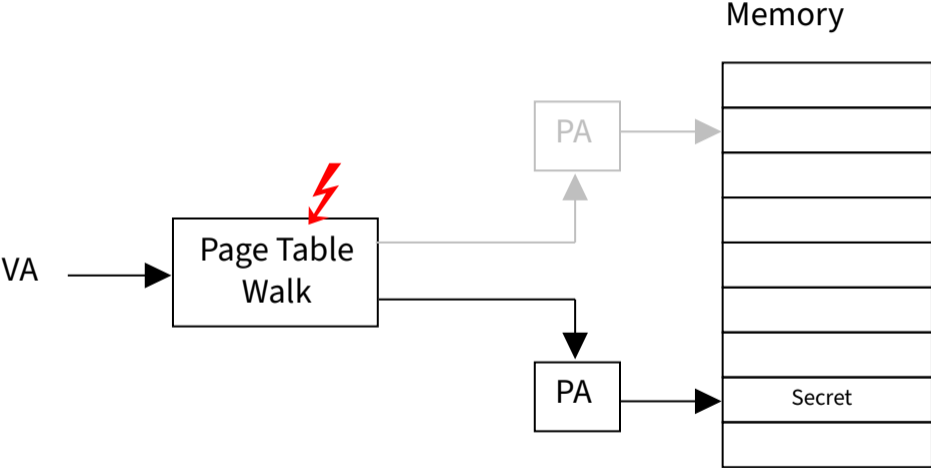 Memory
PA
VA
Page Table
Walk
PA
Secret